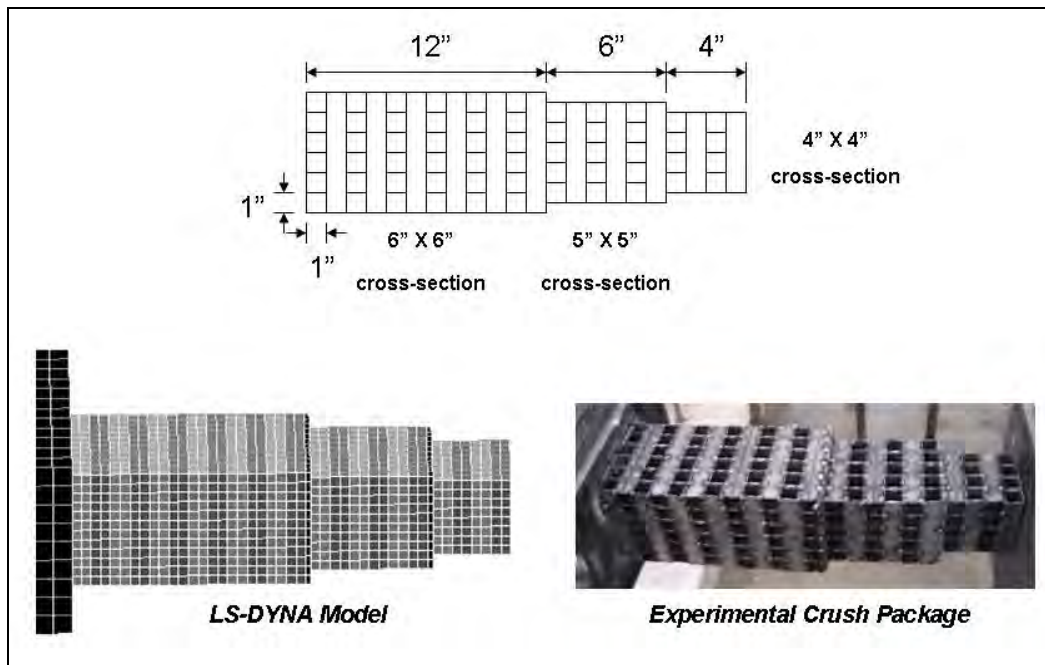 12”
6”
4”
4” X 4”
cross-section
1”
1”
6” X 6”
cross-section
5” X 5”
cross-section
LS-DYNA Model
Experimental Crush Package